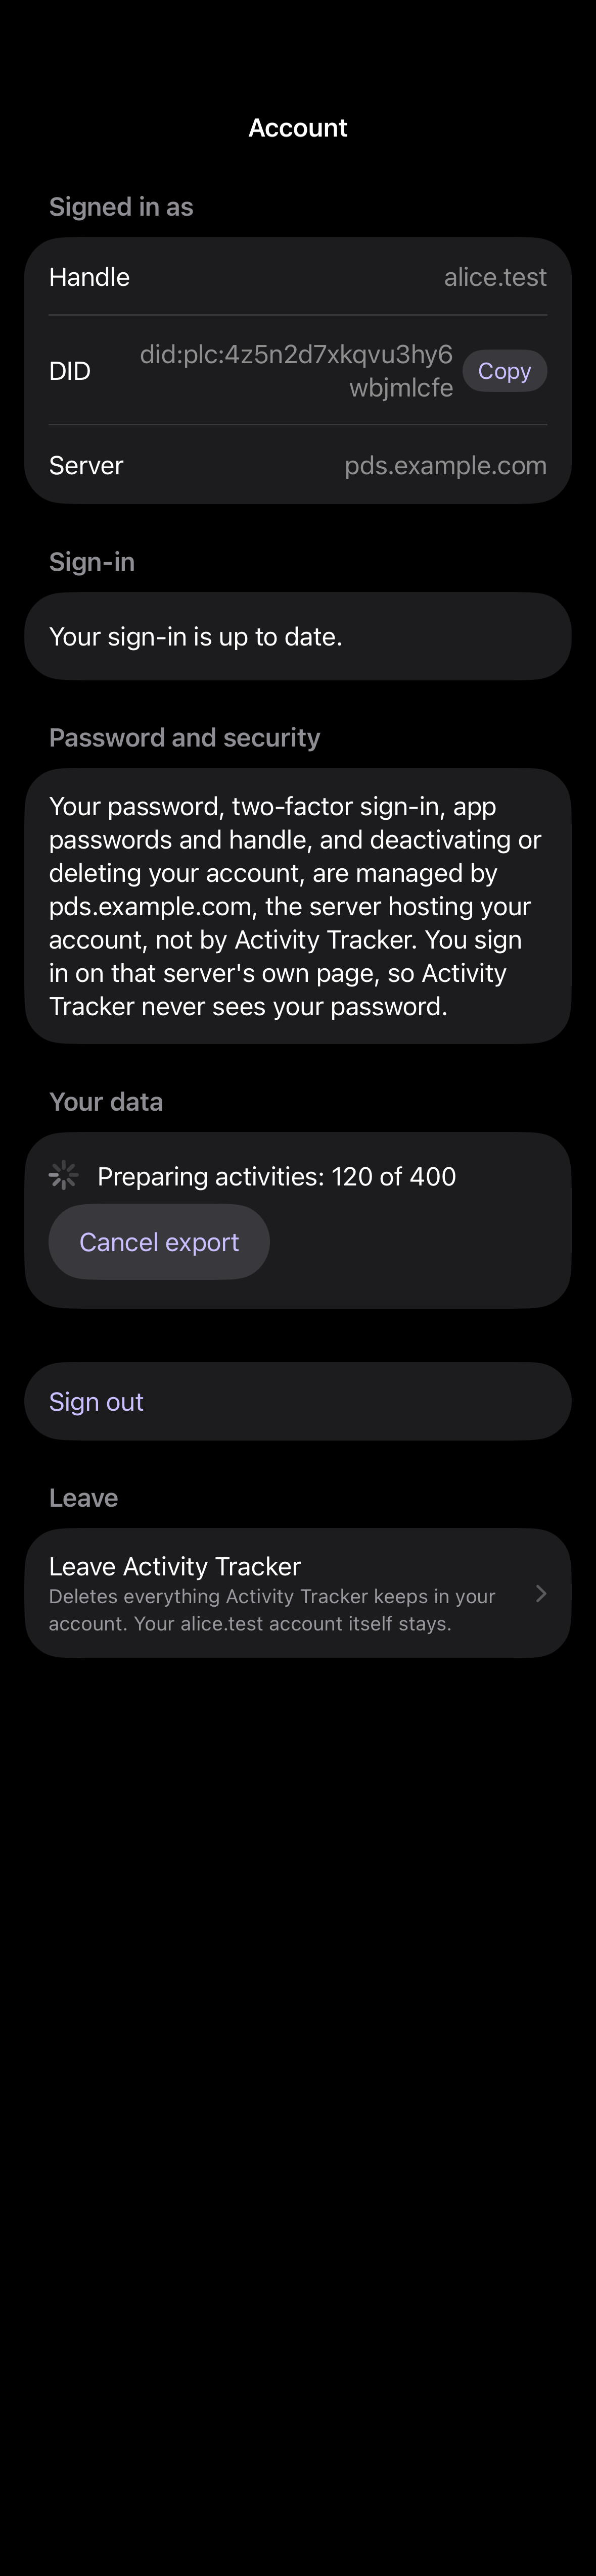 Account
Signed in as
Handle alice.test
DID did:plc:4z5n2d7xkqvu3hy6
wbjmlcfe Copy
Server pds.example.com
Sign-in
Your sign-in is up to date.
Password and security
Your password, two-factor sign-in, app
passwords and handle, and deactivating or
deleting your account, are managed by
pds.example.com, the server hosting your
account, not by Activity Tracker. You sign
in on that server's own page, so Activity
Tracker never sees your password.
Your data
Preparing activities: 120 of 400
Cancel export
Sign out
Leave
Leave Activity Tracker
Deletes everything Activity Tracker keeps in your
account. Your alice.test account itself stays.